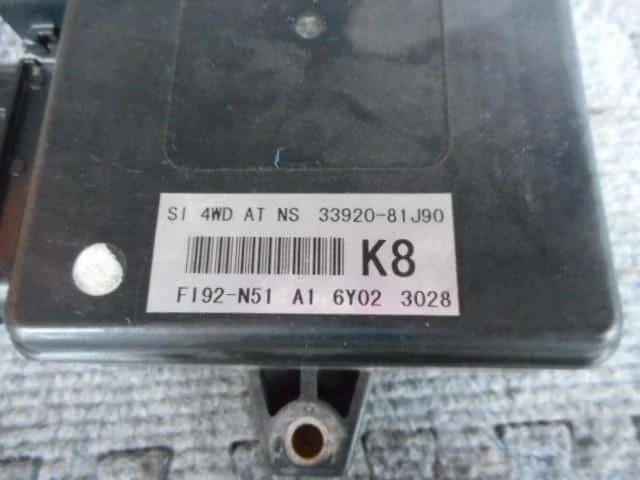 SI 4WD AT NS 33920-81J90
K8
FI92-N51 A1 6Y02 3028